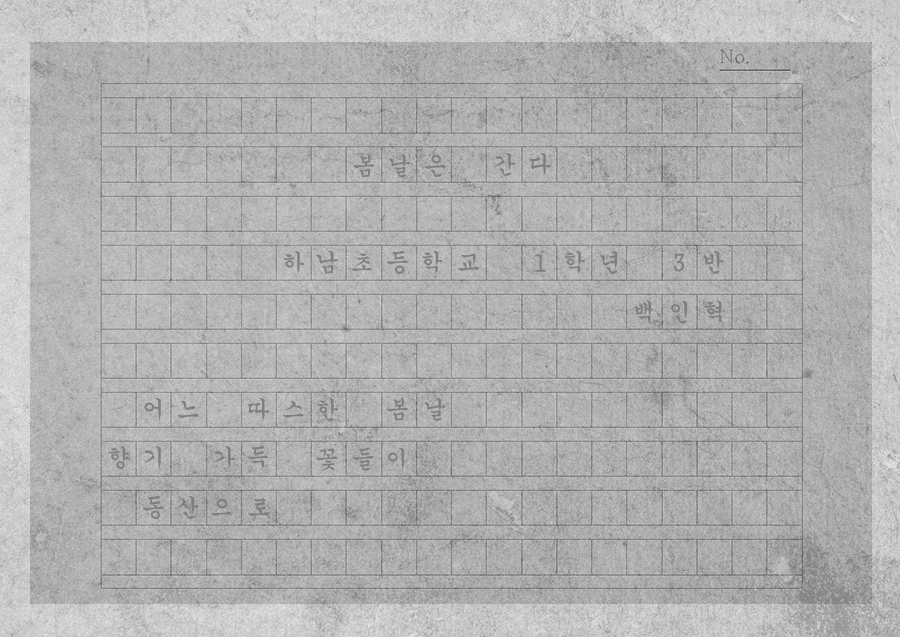 No.
봄날은 간다
하남초등학교 1학년 3반
백인혁
어느 따스한 봄날
향기 가득 꽃들이
동산으로